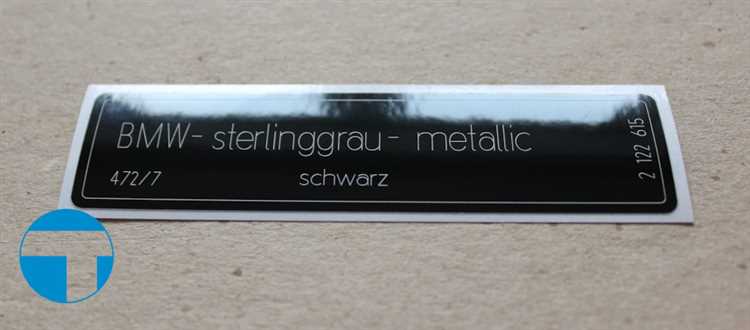 BMW-sterlinggrau- metallic
472/7 schwarz
2 122 615